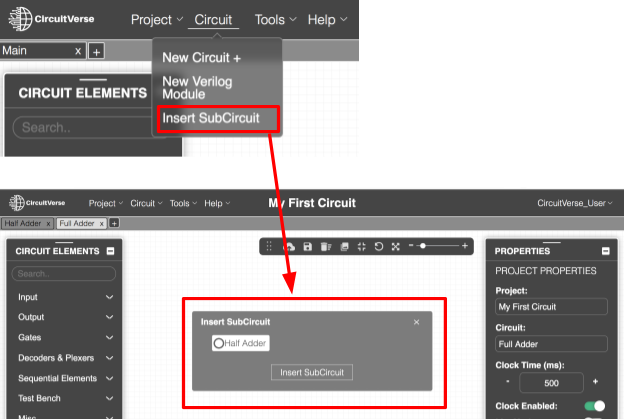 CircuitVerse Project Circuit Tools Help
Main x +
New Circuit +
New Verilog
Module
Insert SubCircuit
CIRCUIT ELEMENTS
Search..
CircuitVerse Project Circuit Tools Help My First Circuit CircuitVerse_User
Half Adder x Full Adder x +
CIRCUIT ELEMENTS
Search..
Input
Output
Gates
Decoders & Plexers
Sequential Elements
Test Bench
Misc
Insert SubCircuit ×
Half Adder
Insert SubCircuit
PROPERTIES
PROJECT PROPERTIES
Project:
My First Circuit
Circuit:
Full Adder
Clock Time (ms):
- 500 +
Clock Enabled: